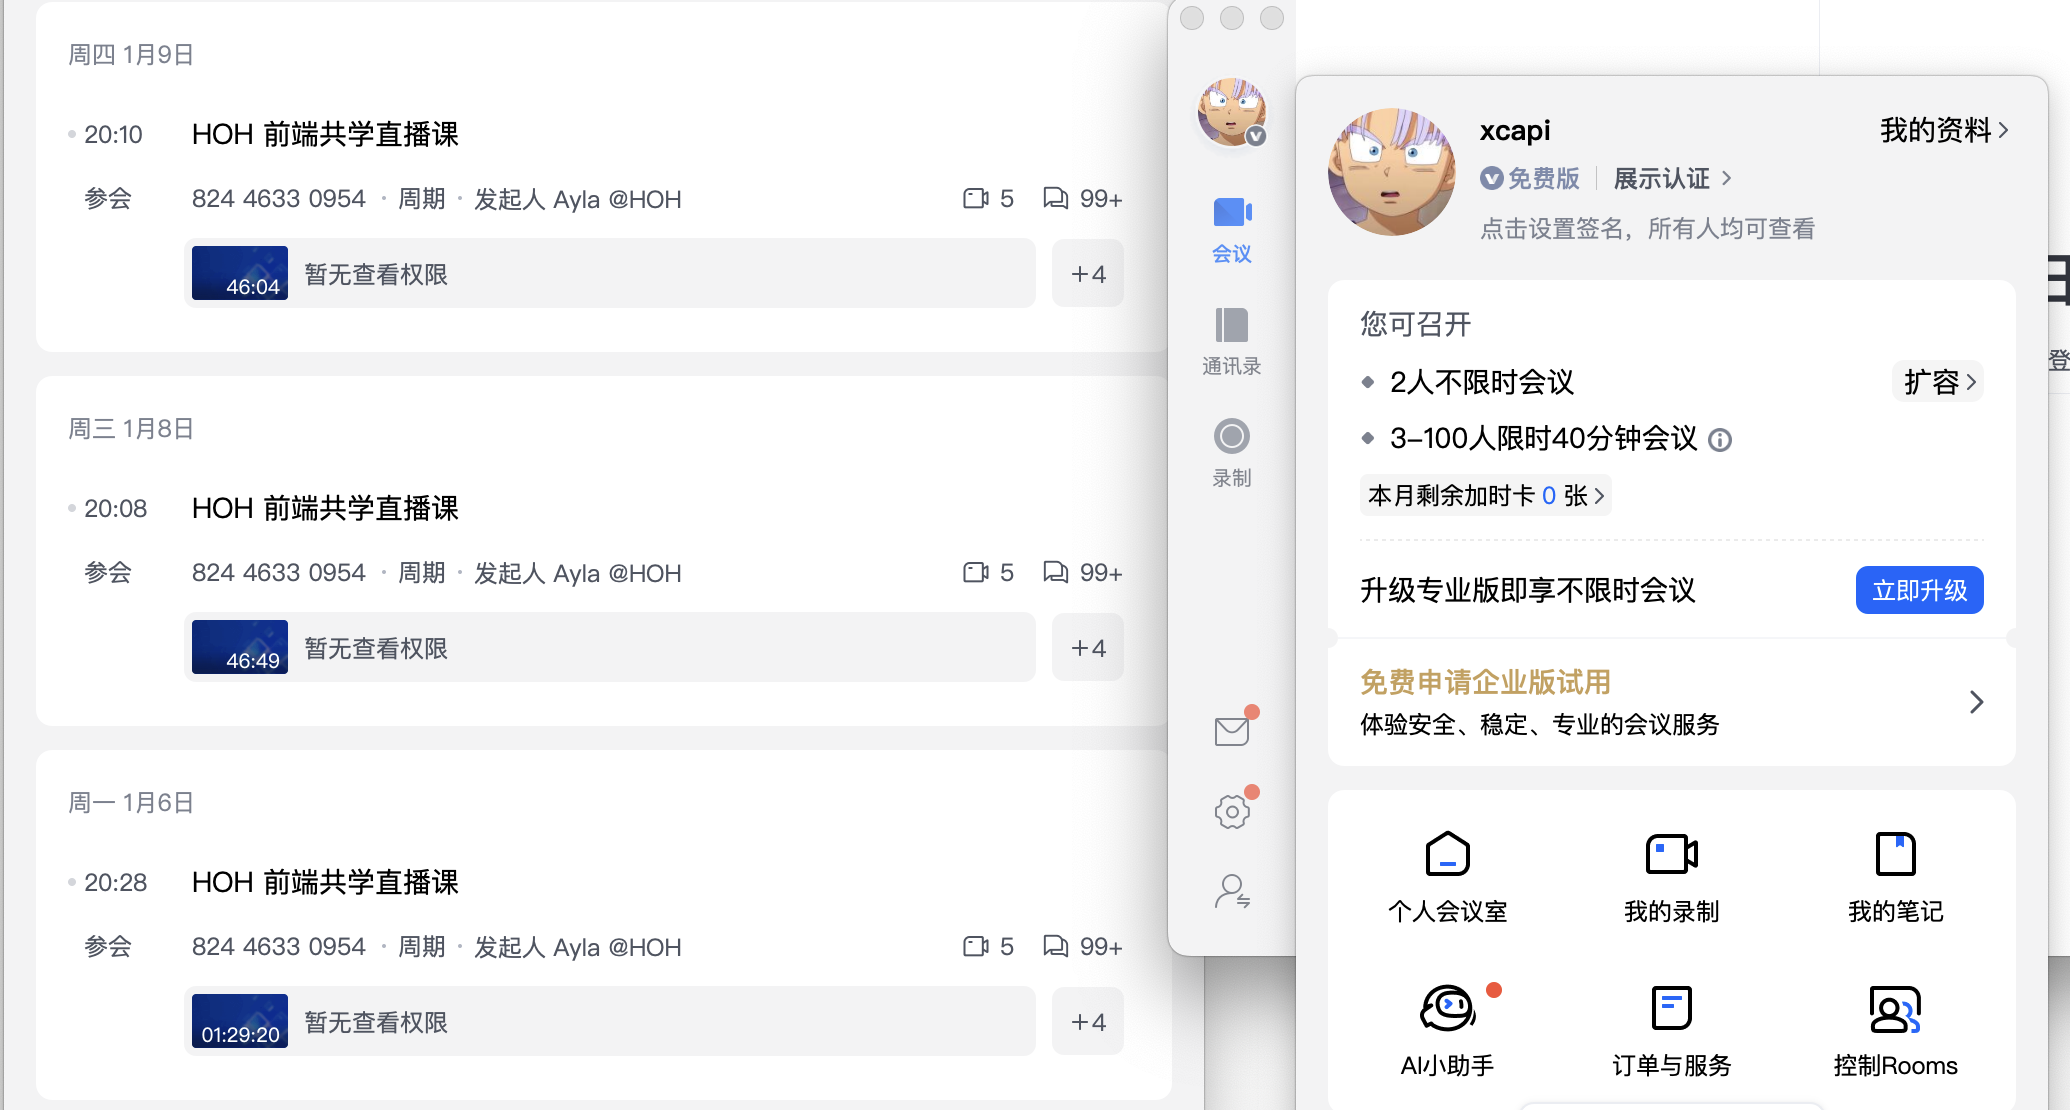 周四 1月9日
20:10 HOH 前端共学直播课
参会 824 4633 0954 · 周期 · 发起人 Ayla @HOH 5 99+
46:04 暂无查看权限 +4
周三 1月8日
20:08 HOH 前端共学直播课
参会 824 4633 0954 · 周期 · 发起人 Ayla @HOH 5 99+
46:49 暂无查看权限 +4
周一 1月6日
20:28 HOH 前端共学直播课
参会 824 4633 0954 · 周期 · 发起人 Ayla @HOH 5 99+
01:29:20 暂无查看权限 +4
会议
通讯录
录制
xcapi
我的资料
免费版 展示认证
点击设置签名，所有人均可查看
您可召开
2人不限时会议
扩容
3-100人限时40分钟会议
本月剩余加时卡 0 张
升级专业版即享不限时会议
立即升级
免费申请企业版试用
体验安全、稳定、专业的会议服务
个人会议室 我的录制 我的笔记
AI小助手 订单与服务 控制Rooms
登